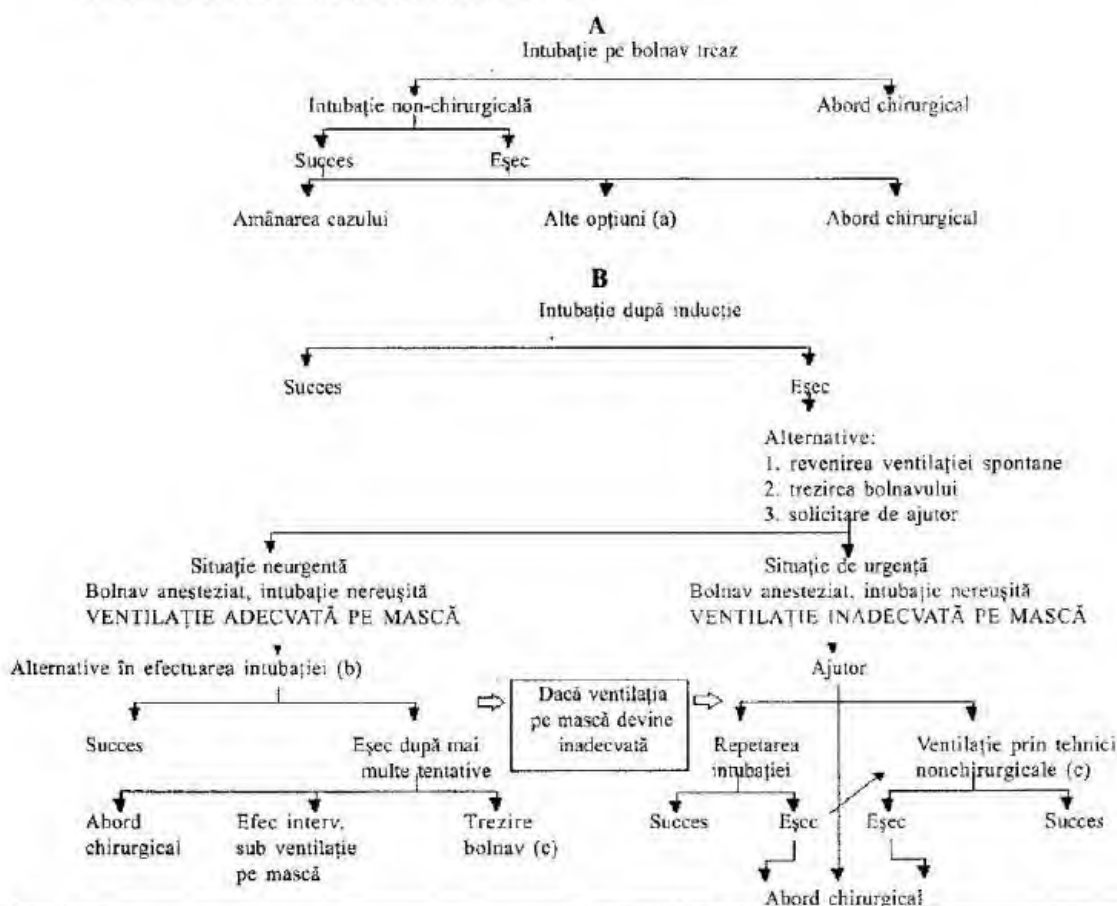 A
Intubație pe bolnav treaz
Intubație non-chirurgicală
Abord chirurgical
Succes
Eșec
Amânarea cazului
Alte opțiuni (a)
Abord chirurgical
B
Intubație după inducție
Succes
Eșec
Alternative:
1. revenirea ventilației spontane
2. trezirea bolnavului
3. solicitare de ajutor
Situație neurgentă
Bolnav anesteziat, intubație nereușită
VENTILAȚIE ADECVATĂ PE MASCĂ
Situație de urgență
Bolnav anesteziat, intubație nereușită
VENTILAȚIE INADECVATĂ PE MASCĂ
Alternative în efectuarea intubației (b)
Ajutor
Dacă ventilația
pe mască devine
inadecvată
Succes
Eșec după mai
multe tentative
Repetarea
intubației
Ventilație prin tehnici
nonchirurgicale (c)
Abord
chirurgical
Efec interv.
sub ventilație
pe mască
Trezire
bolnav (c)
Succes
Eșec
Eșec
Succes
Abord chirurgical